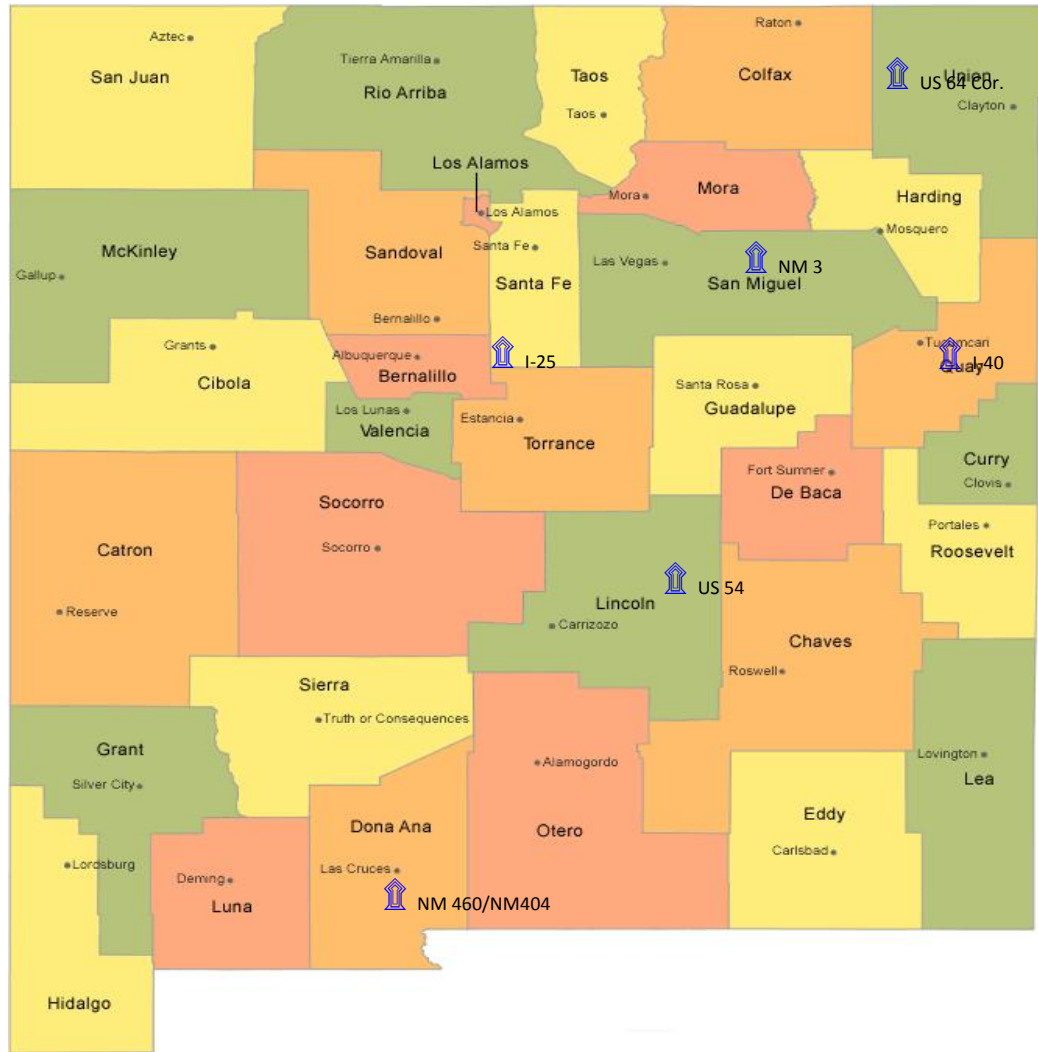 Aztec
San Juan
Tierra Amarilla
Rio Arriba
Taos
Taos
Raton
Colfax
Union
US 64 Cor.
Clayton
Los Alamos
Los Alamos
Mora
Mora
Harding
Mosquero
McKinley
Gallup
Sandoval
Bernalillo
Santa Fe
Santa Fe
Las Vegas
San Miguel
NM 3
Grants
Cibola
Albuquerque
Bernalillo
I-25
Tucumcari
Quay
I-40
Los Lunas
Valencia
Estancia
Torrance
Santa Rosa
Guadalupe
Fort Sumner
De Baca
Curry
Clovis
Portales
Roosevelt
Catron
Reserve
Socorro
Socorro
Lincoln
US 54
Carrizozo
Chaves
Roswell
Sierra
Truth or Consequences
Grant
Silver City
Alamogordo
Otero
Lovington
Lea
Eddy
Carlsbad
Dona Ana
Las Cruces
NM 460/NM404
Lordsburg
Deming
Luna
Hidalgo